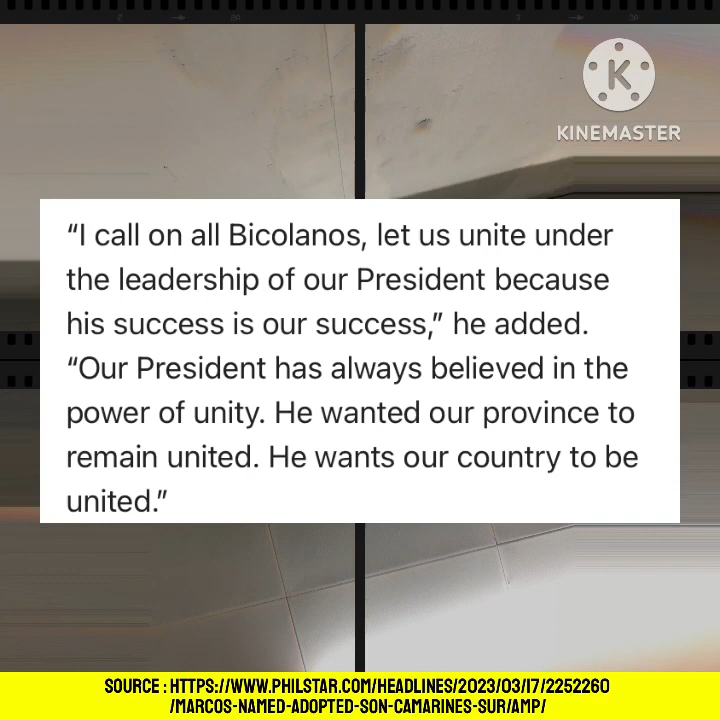 K
KINEMASTER
“I call on all Bicolanos, let us unite under
the leadership of our President because
his success is our success,” he added.
“Our President has always believed in the
power of unity. He wanted our province to
remain united. He wants our country to be
united.”
SOURCE : HTTPS://WWW.PHILSTAR.COM/HEADLINES/2023/03/17/2252260
/MARCOS-NAMED-ADOPTED-SON-CAMARINES-SUR/AMP/